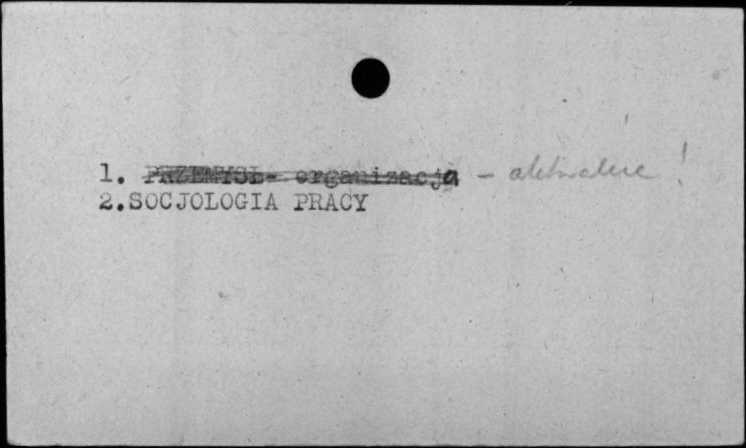 1. PRZEMYSŁ- organizacja - aktualne!
2.SOCJOLOGIA PRACY